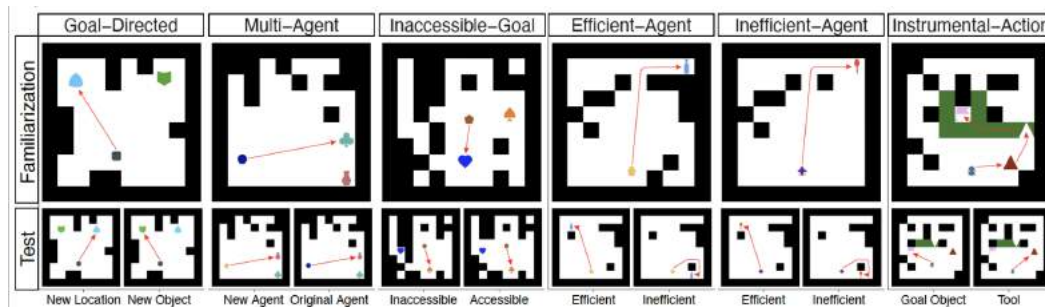 Goal-Directed Multi-Agent Inaccessible-Goal Efficient-Agent Inefficient-Agent Instrumental-Action
Familiarization
Test
New Location New Object New Agent Original Agent Inaccessible Accessible Efficient Inefficient Efficient Inefficient Goal Object Tool